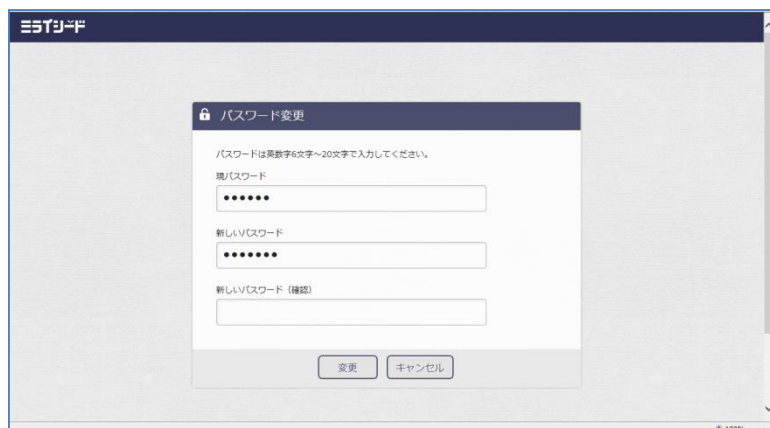 ミライシード
パスワード変更
パスワードは英数字6文字～20文字で入力してください。
現パスワード
••••••
新しいパスワード
•••••••
新しいパスワード（確認）
変更 キャンセル